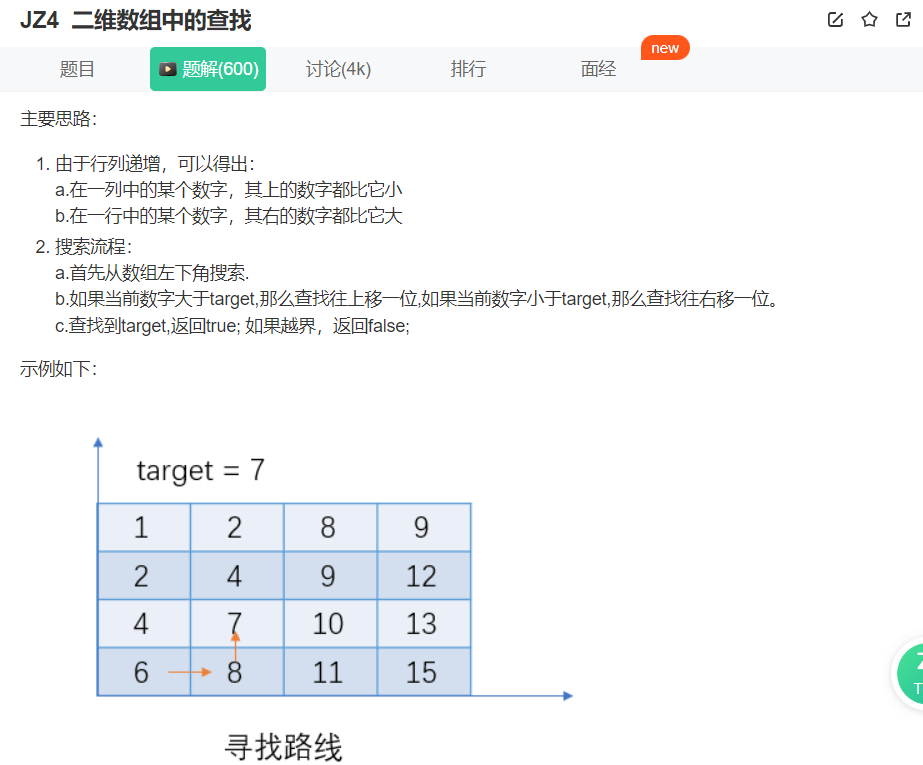 JZ4 二维数组中的查找
new
题目 题解(600) 讨论(4k) 排行 面经
主要思路：
1. 由于行列递增，可以得出：
a.在一列中的某个数字，其上的数字都比它小
b.在一行中的某个数字，其右的数字都比它大
2. 搜索流程：
a.首先从数组左下角搜索.
b.如果当前数字大于target,那么查找往上移一位,如果当前数字小于target,那么查找往右移一位。
c.查找到target,返回true; 如果越界，返回false;
示例如下：
target = 7
1 2 8 9
2 4 9 12
4 7 10 13
6 8 11 15
寻找路线